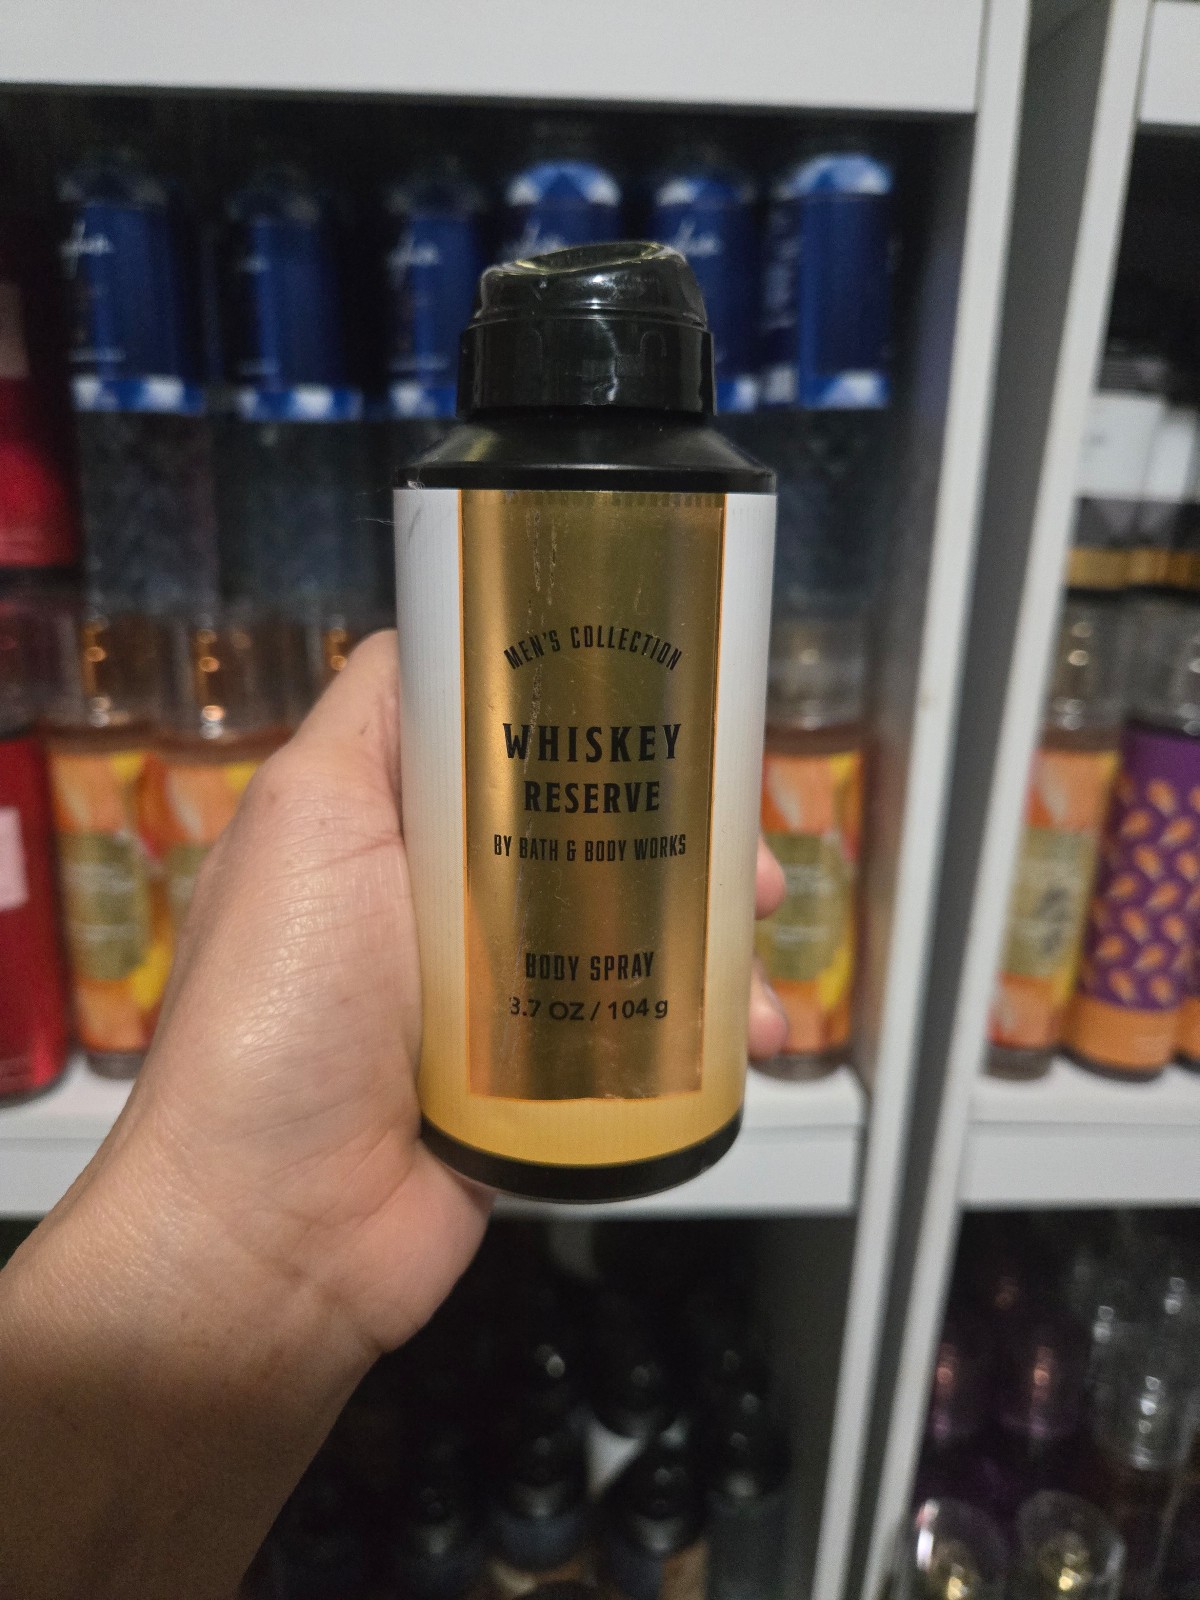 MEN'S COLLECTION
WHISKEY
RESERVE
BY BATH & BODY WORKS
BODY SPRAY
3.7 OZ / 104 g